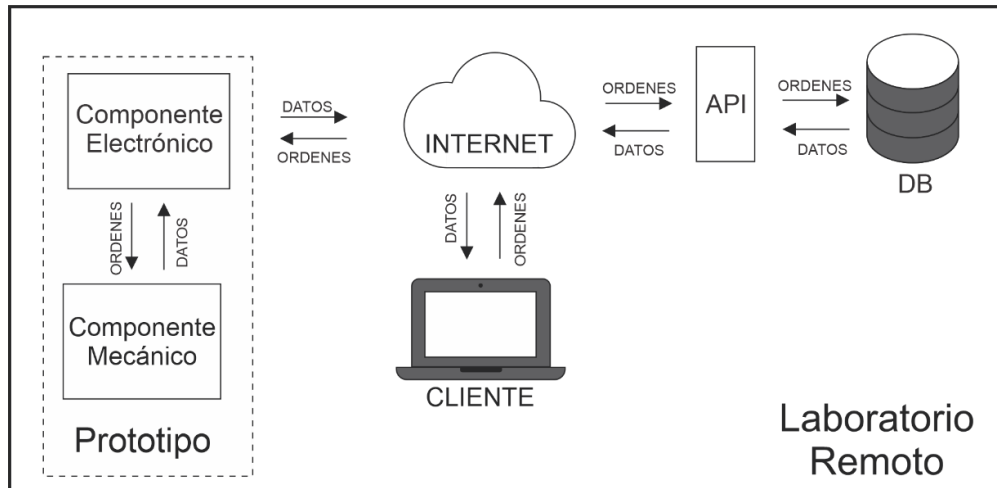 Componente
Electrónico
ORDENES
DATOS
Componente
Mecánico
Prototipo
DATOS
ORDENES
INTERNET
DATOS
ORDENES
CLIENTE
ORDENES
DATOS
API
ORDENES
DATOS
DB
Laboratorio
Remoto